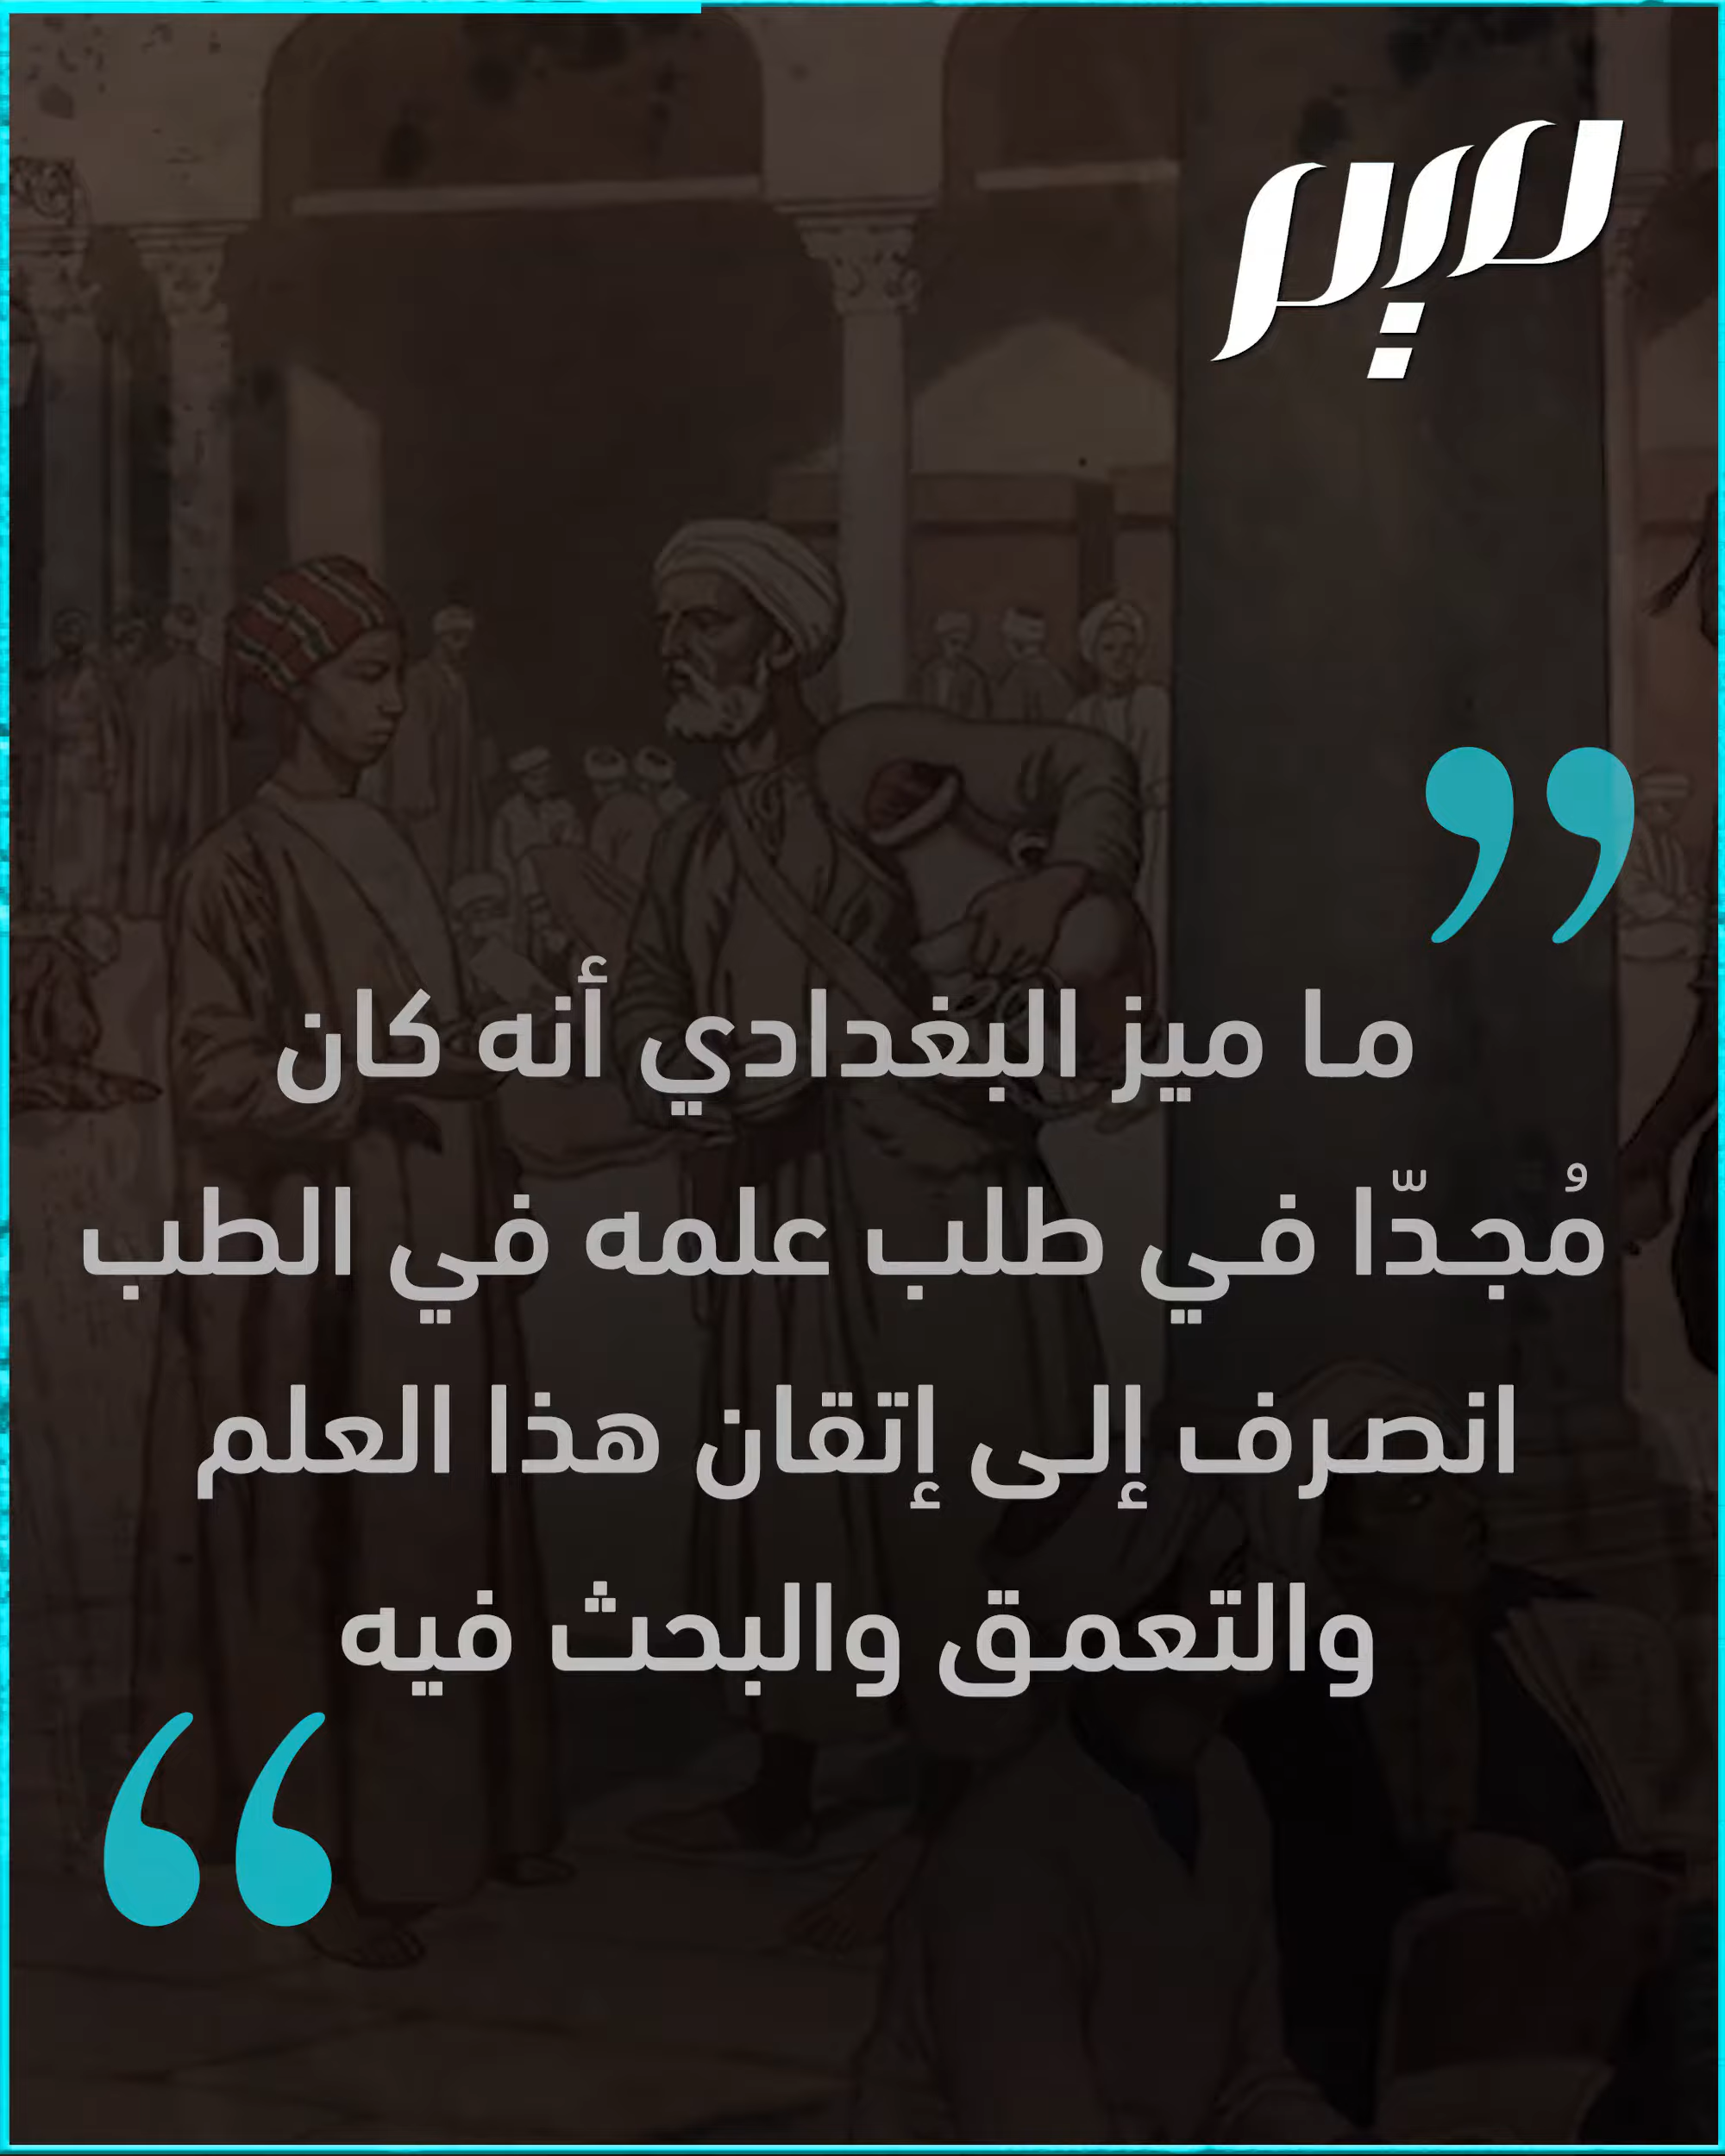 ما ميز البغدادي أنه كان
مُجدّا في طلب علمه في الطب
انصرف إلى إتقان هذا العلم
والتعمق والبحث فيه